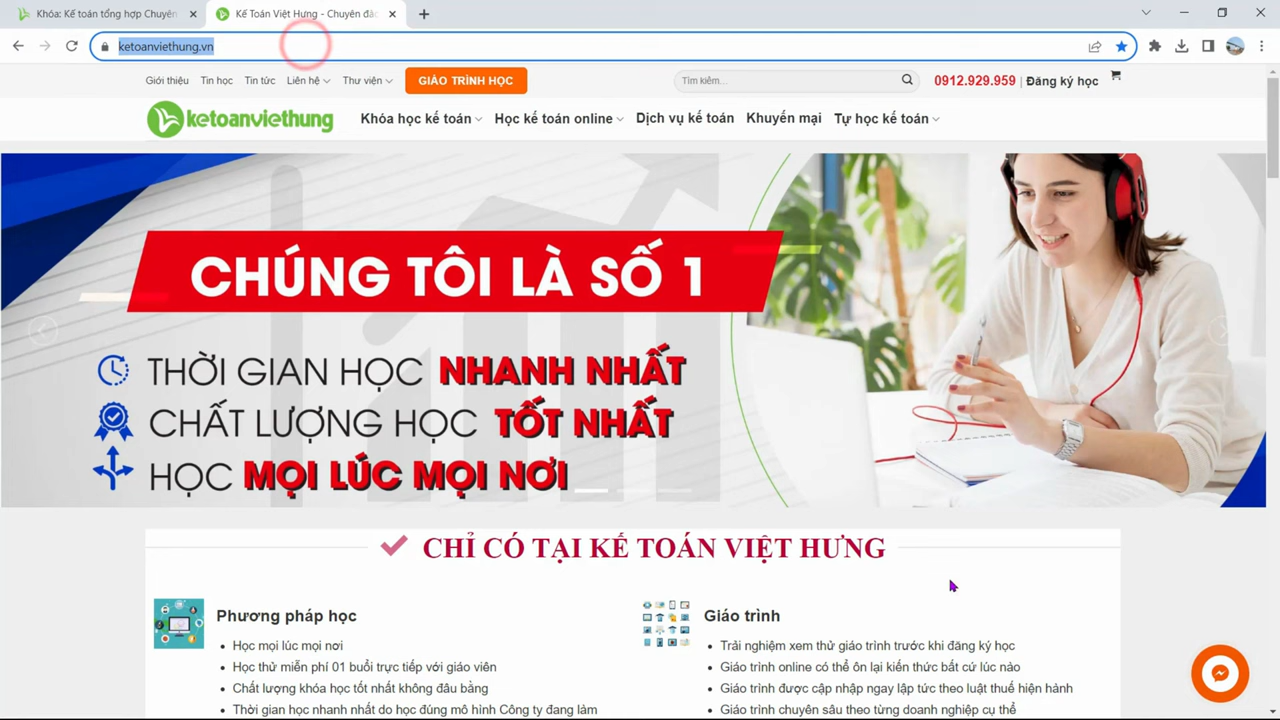 Khóa: Kế toán tổng hợp Chuyên
Kế Toán Việt Hưng - Chuyên đào
ketoanviethung.vn
Giới thiệu Tin học Tin tức Liên hệ Thư viện GIÁO TRÌNH HỌC Tìm kiếm... 0912.929.959 | Đăng ký học
ketoanviethung Khóa học kế toán Học kế toán online Dịch vụ kế toán Khuyến mại Tự học kế toán
CHÚNG TÔI LÀ SỐ 1
THỜI GIAN HỌC NHANH NHẤT
CHẤT LƯỢNG HỌC TỐT NHẤT
HỌC MỌI LÚC MỌI NƠI
CHỈ CÓ TẠI KẾ TOÁN VIỆT HƯNG
Phương pháp học
Học mọi lúc mọi nơi
Học thử miễn phí 01 buổi trực tiếp với giáo viên
Chất lượng khóa học tốt nhất không đâu bằng
Thời gian học nhanh nhất do học đúng mô hình Công ty đang làm
Giáo trình
Trải nghiệm xem thử giáo trình trước khi đăng ký học
Giáo trình online có thể ôn lại kiến thức bất cứ lúc nào
Giáo trình được cập nhập ngay lập tức theo luật thuế hiện hành
Giáo trình chuyên sâu theo từng doanh nghiệp cụ thể